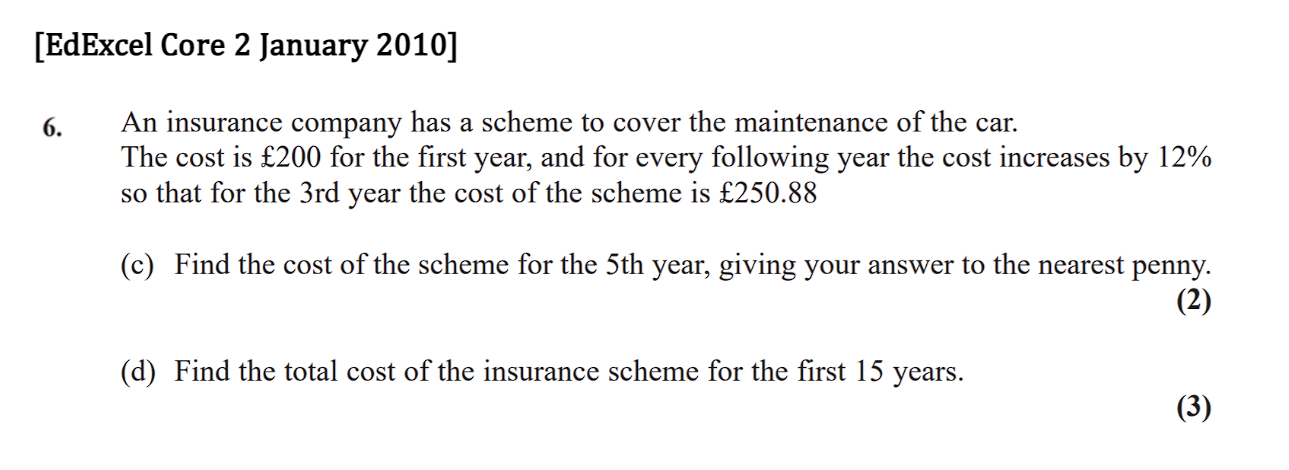 [EdExcel Core 2 January 2010]
6. An insurance company has a scheme to cover the maintenance of the car.
The cost is £200 for the first year, and for every following year the cost increases by 12%
so that for the 3rd year the cost of the scheme is £250.88
(c) Find the cost of the scheme for the 5th year, giving your answer to the nearest penny.
(2)
(d) Find the total cost of the insurance scheme for the first 15 years.
(3)